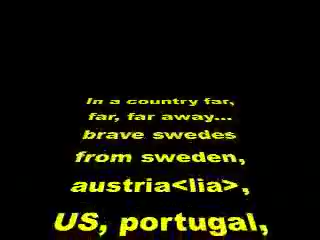 In a country far,
far, far away...
brave swedes
from sweden,
austria<lia>,
US, portugal,